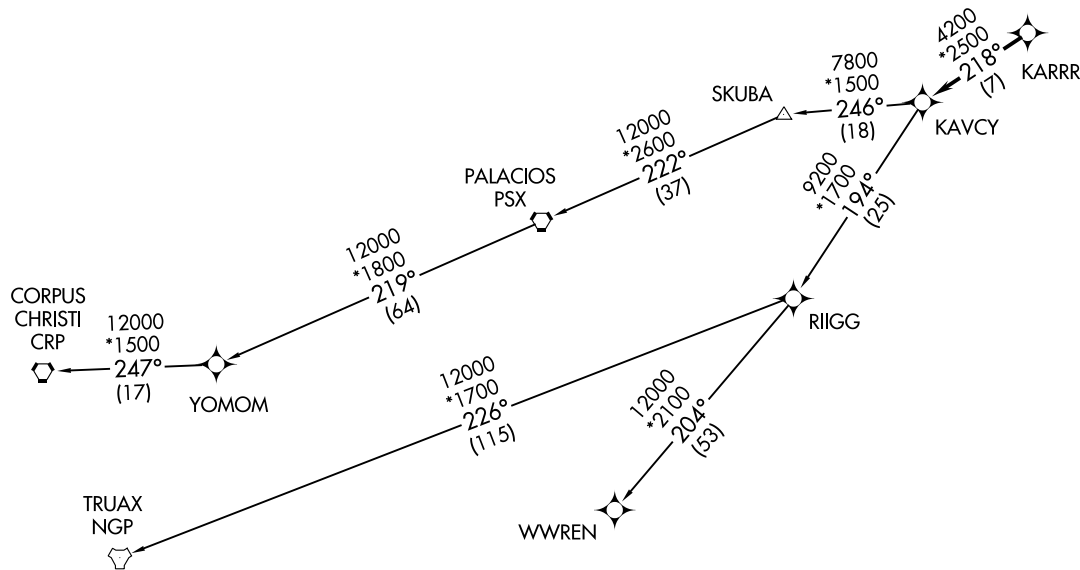 4200
*2500
218°
(7)
KARRR
7800
*1500
246°
(18)
SKUBA
KAVCY
12000
*2600
222°
(37)
9200
*1700
194°
(25)
PALACIOS
PSX
12000
*1800
219°
(64)
CORPUS
CHRISTI
CRP
12000
*1500
247°
(17)
YOMOM
RIIGG
12000
*1700
226°
(115)
12000
*2100
204°
(53)
TRUAX
NGP
WWREN